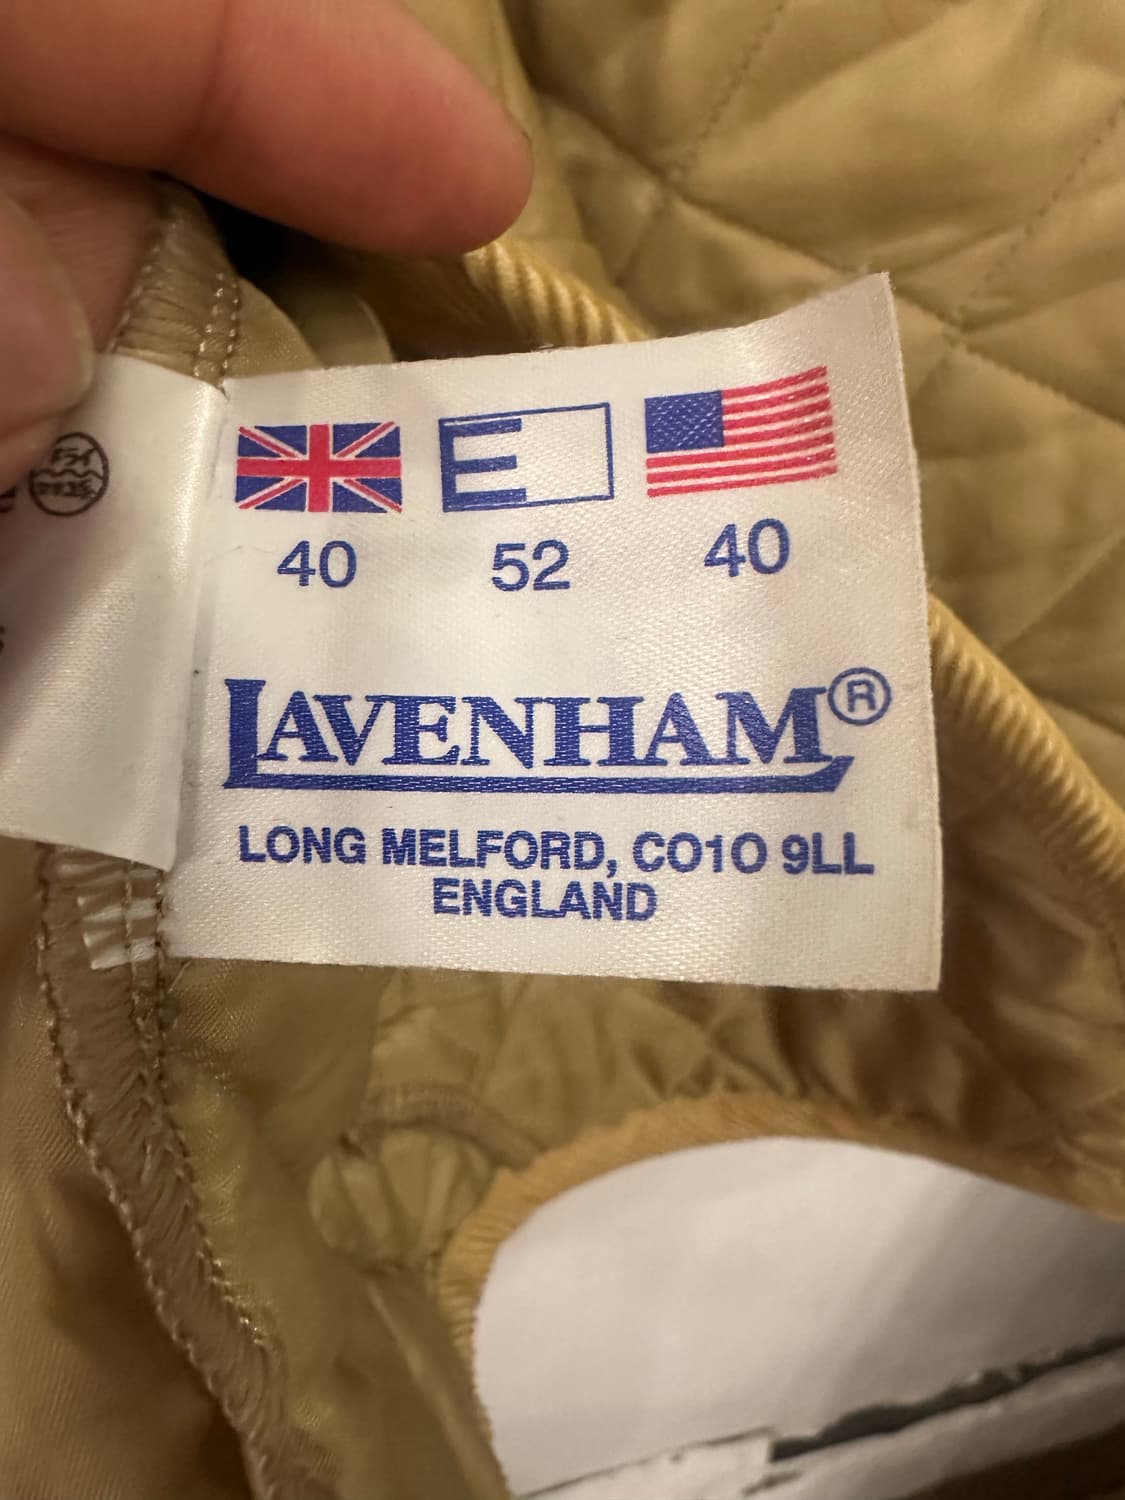 E
40 52 40
LAVENHAM®
LONG MELFORD, CO10 9LL
ENGLAND